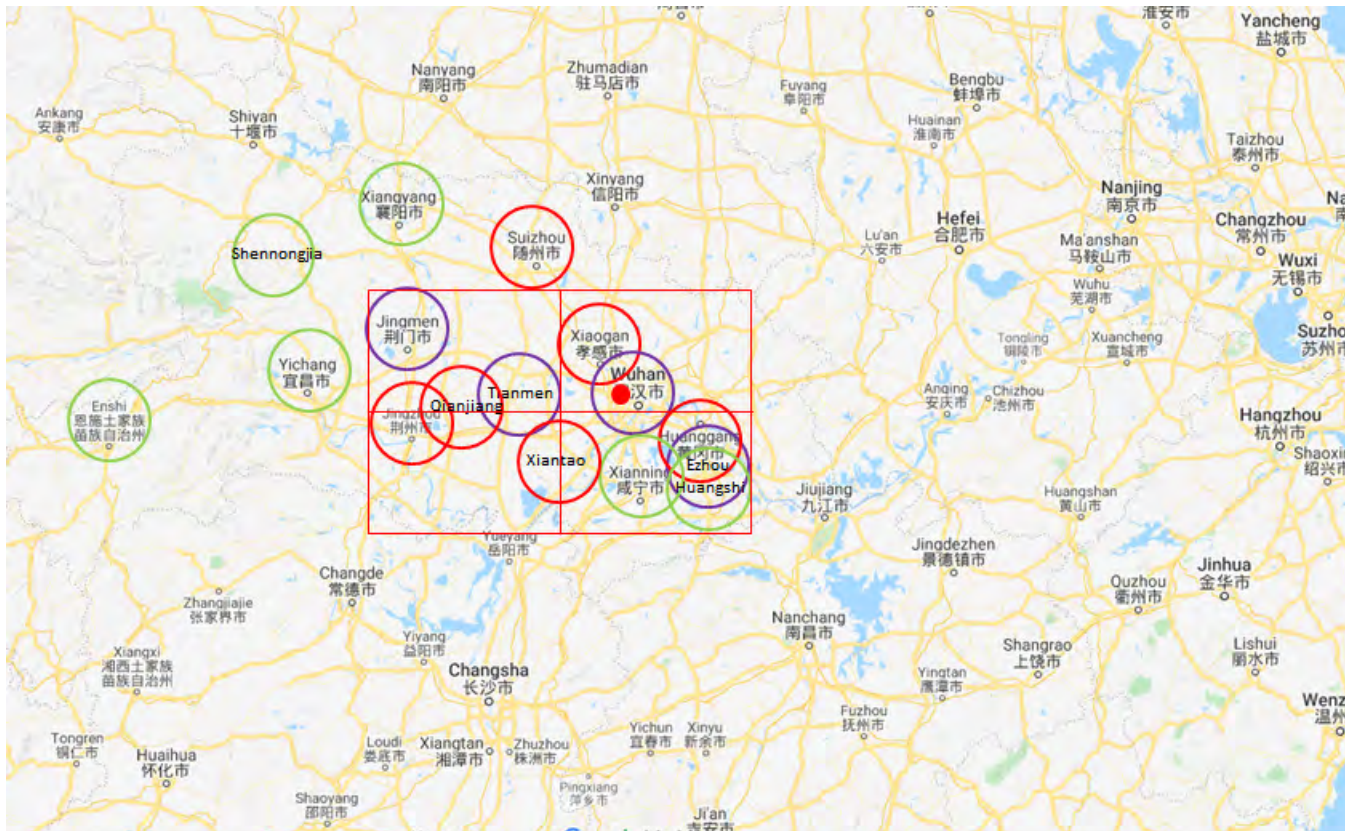 淮安市
Yancheng
盐城市
Nanyang
南阳市
Zhumadian
驻马店市
Fuyang
阜阳市
Bengbu
蚌埠市
Ankang
安康市
Shiyan
十堰市
Huainan
淮南市
Taizhou
泰州市
Xiangyang
襄阳市
Xinyang
信阳市
Nanjing
南京市
Suizhou
随州市
Lu'an
六安市
Hefei
合肥市
Ma'anshan
马鞍山市
Changzhou
常州市
Shennongjia
Wuxi
无锡市
Wuhu
芜湖市
Jingmen
荆门市
Xiaogan
孝感市
Tongling
铜陵市
Xuancheng
宣城市
Suzho
苏州市
Yichang
宜昌市
Wuhan
汉市
Tianmen
Qianjiang
Jingzhou
荆州市
Anqing
安庆市
Chizhou
池州市
Enshi
恩施土家族
苗族自治州
Hangzhou
杭州市
Huanggang
黄冈市
Ezhou
Xiantao
Xianning
咸宁市
Huangshi
Shaoxin
绍兴市
Jiujiang
九江市
Huangshan
黄山市
Yueyang
岳阳市
Jingdezhen
景德镇市
Changde
常德市
Jinhua
金华市
Quzhou
衢州市
Zhangjiajie
张家界市
Nanchang
南昌市
Yiyang
益阳市
Shangrao
上饶市
Lishui
丽水市
Xiangxi
湘西土家族
苗族自治州
Changsha
长沙市
Yingtan
鹰潭市
Wenz
温州
Fuzhou
抚州市
Tongren
铜仁市
Huaihua
怀化市
Loudi
娄底市
Xiangtan
湘潭市
Zhuzhou
株洲市
Yichun
宜春市
Xinyu
新余市
Pingxiang
萍乡市
Shaoyang
邵阳市
Ji'an